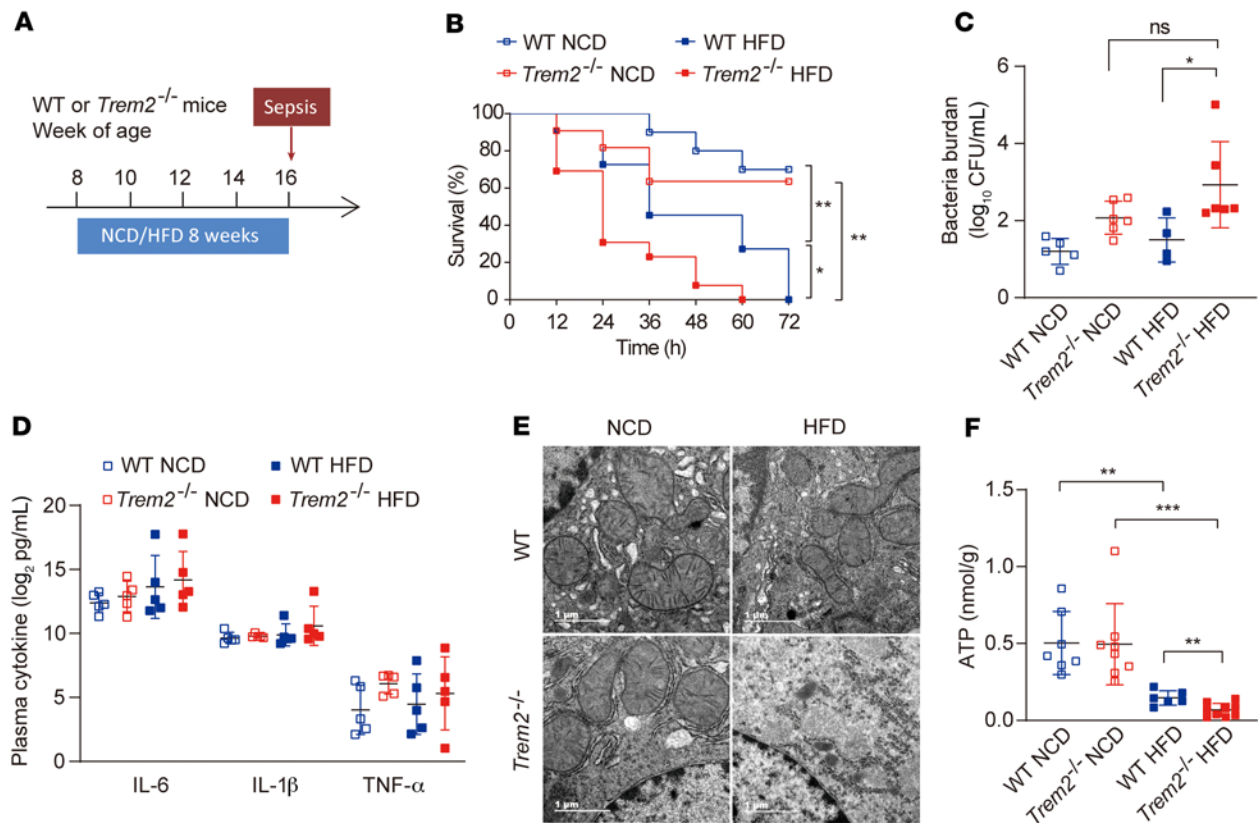 A
WT or Trem2-/- mice
Week of age
Sepsis
8 10 12 14 16
NCD/HFD 8 weeks
B
WT NCD WT HFD
Trem2-/- NCD Trem2-/- HFD
Survival (%)
100
80
60
40
20
0
0 12 24 36 48 60 72
Time (h)
**
*
**
C
ns
*
Bacteria burdan
(log10 CFU/mL)
6
4
2
0
WT NCD
Trem2-/- NCD
WT HFD
Trem2-/- HFD
D
WT NCD WT HFD
Trem2-/- NCD Trem2-/- HFD
Plasma cytokine (log2 pg/mL)
20
15
10
5
0
IL-6 IL-1β TNF-α
E
NCD HFD
WT
Trem2-/-
1 μm
1 μm
1 μm
1 μm
F
**
***
**
ATP (nmol/g)
1.5
1.0
0.5
0.0
WT NCD
Trem2-/- NCD
WT HFD
Trem2-/- HFD